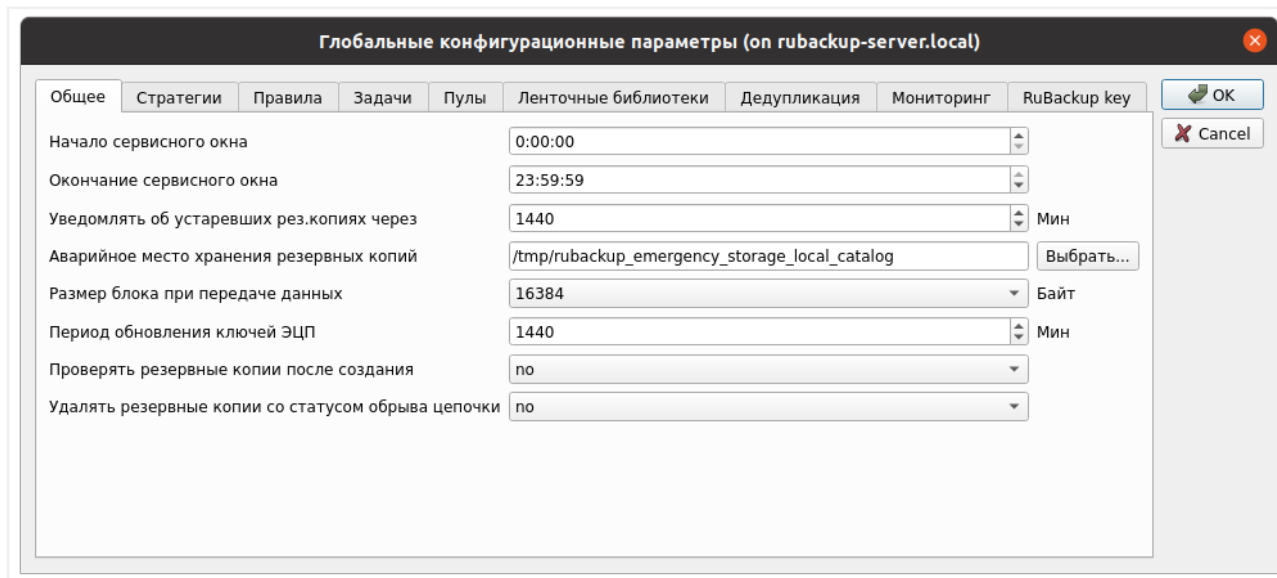 Глобальные конфигурационные параметры (on rubackup-server.local)
Общее Стратегии Правила Задачи Пулы Ленточные библиотеки Дедупликация Мониторинг RuBackup key OK
Cancel
Начало сервисного окна 0:00:00
Окончание сервисного окна 23:59:59
Уведомлять об устаревших рез.копиях через 1440 Мин
Аварийное место хранения резервных копий /tmp/rubackup_emergency_storage_local_catalog Выбрать...
Размер блока при передаче данных 16384 Байт
Период обновления ключей ЭЦП 1440 Мин
Проверять резервные копии после создания no
Удалять резервные копии со статусом обрыва цепочки no